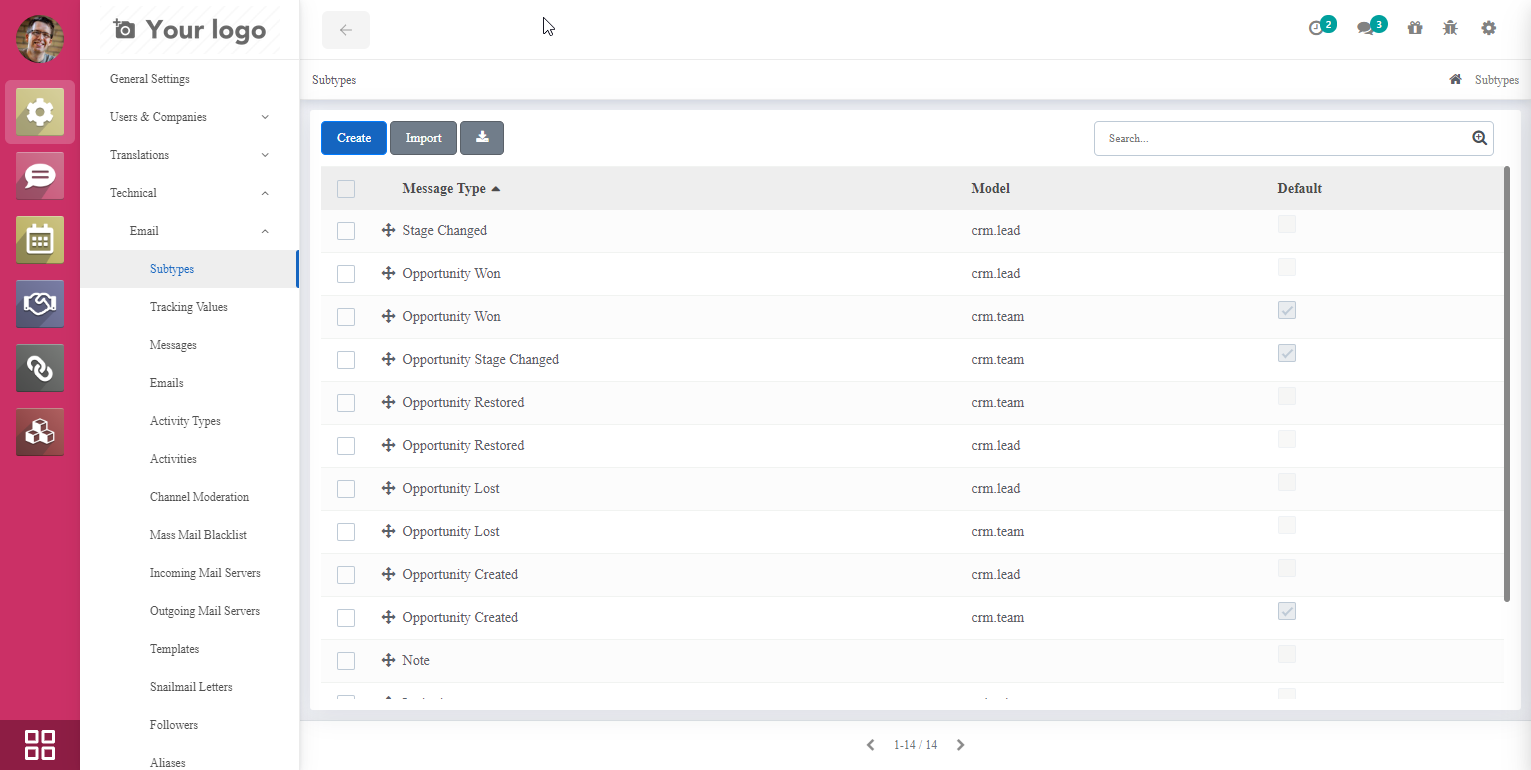 Your logo
2
3
General Settings
Users & Companies
Translations
Technical
Email
Subtypes
Tracking Values
Messages
Emails
Activity Types
Activities
Channel Moderation
Mass Mail Blacklist
Incoming Mail Servers
Outgoing Mail Servers
Templates
Snailmail Letters
Followers
Aliases
Subtypes
Subtypes
Create Import
Search...
Message Type Model Default
Stage Changed crm.lead
Opportunity Won crm.lead
Opportunity Won crm.team
Opportunity Stage Changed crm.team
Opportunity Restored crm.team
Opportunity Restored crm.lead
Opportunity Lost crm.lead
Opportunity Lost crm.team
Opportunity Created crm.lead
Opportunity Created crm.team
Note
1-14 / 14